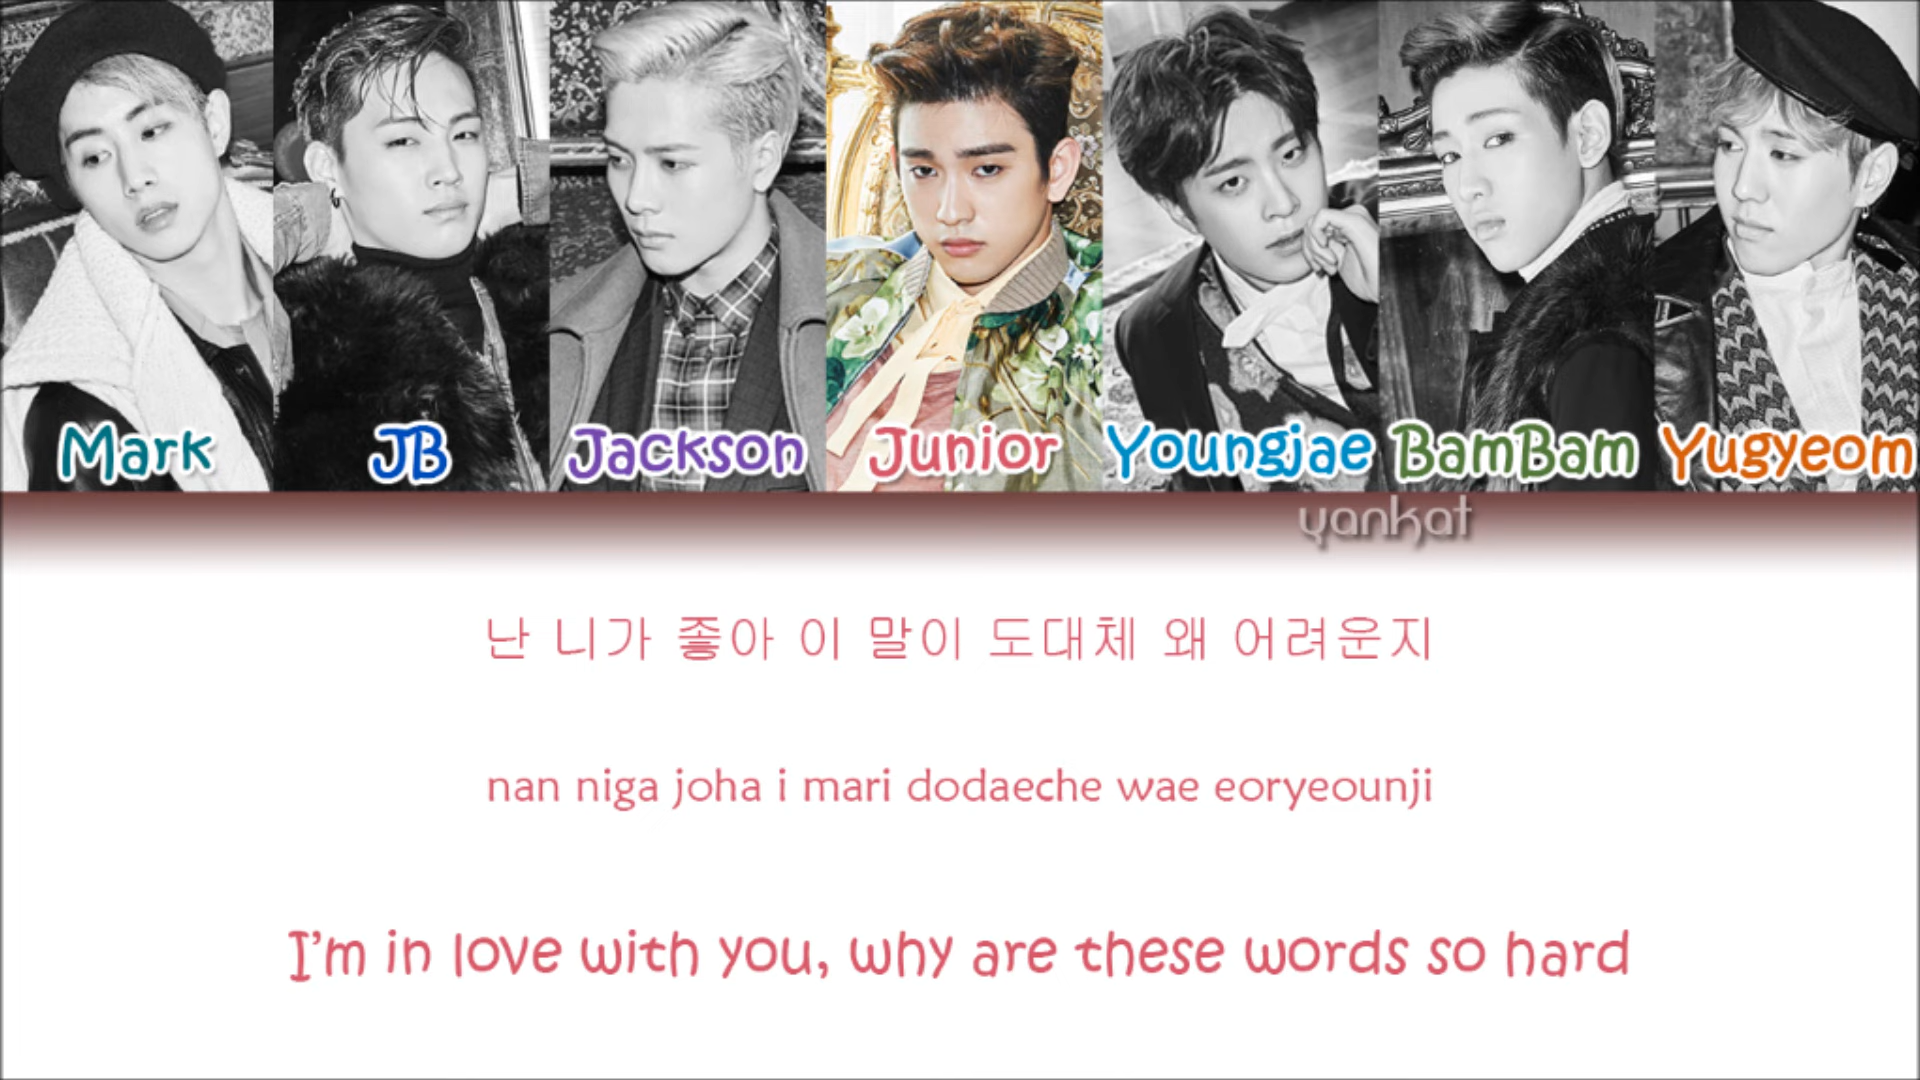 Mark JB Jackson Junior Youngjae BamBam Yugyeom
yankat
난 니가 좋아 이 말이 도대체 왜 어려운지
nan niga joha i mari dodaeche wae eoryeounji
I'm in love with you, why are these words so hard